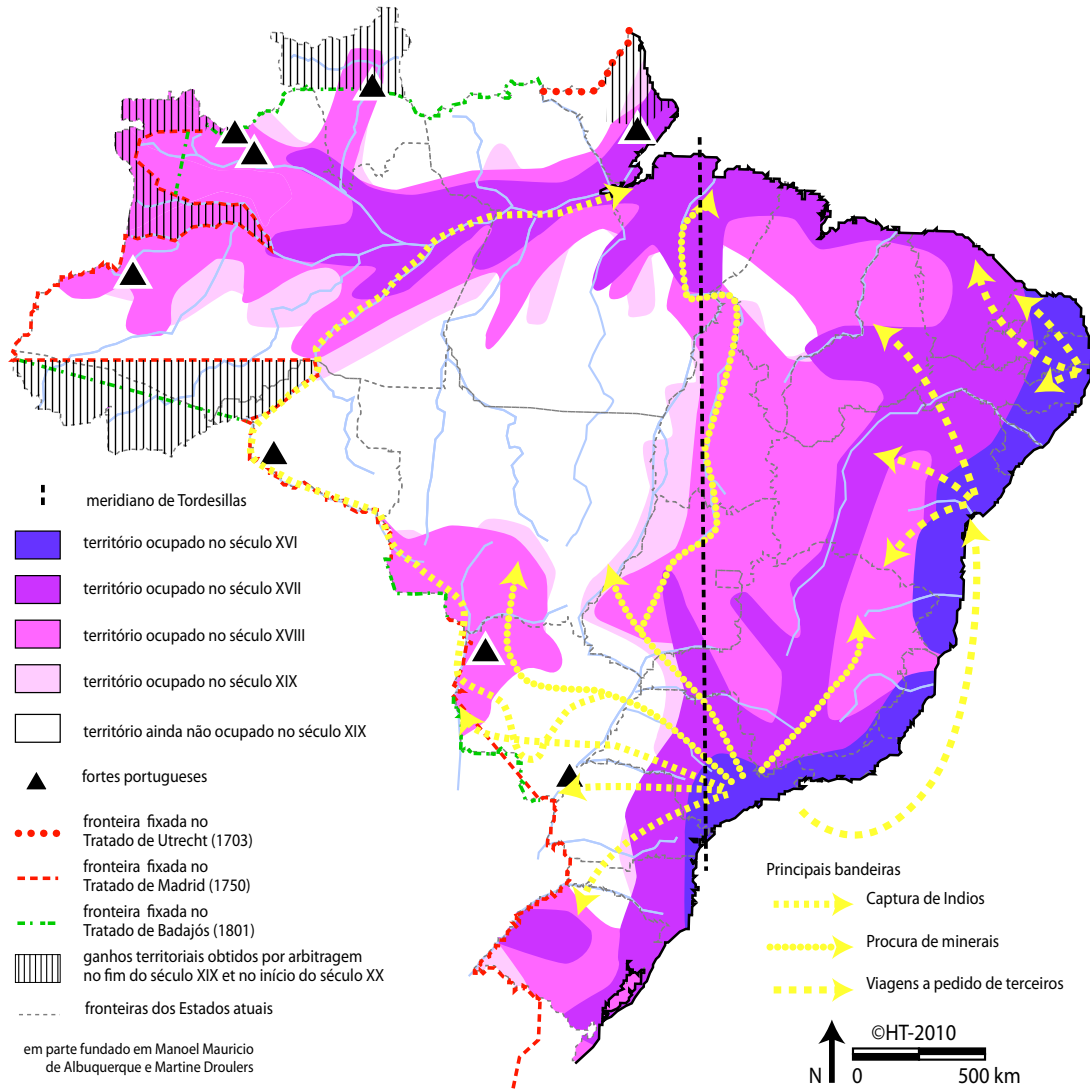 meridiano de Tordesillas
território ocupado no século XVI
território ocupado no século XVII
território ocupado no século XVIII
território ocupado no século XIX
território ainda não ocupado no século XIX
fortes portugueses
fronteira fixada no
Tratado de Utrecht (1703)
fronteira fixada no
Tratado de Madrid (1750)
fronteira fixada no
Tratado de Badajós (1801)
ganhos territoriais obtidos por arbitragem
no fim do século XIX et no início do século XX
fronteiras dos Estados atuais
em parte fundado em Manoel Mauricio
de Albuquerque e Martine Droulers
Principais bandeiras
Captura de Indios
Procura de minerais
Viagens a pedido de terceiros
©HT-2010
N 0 500 km